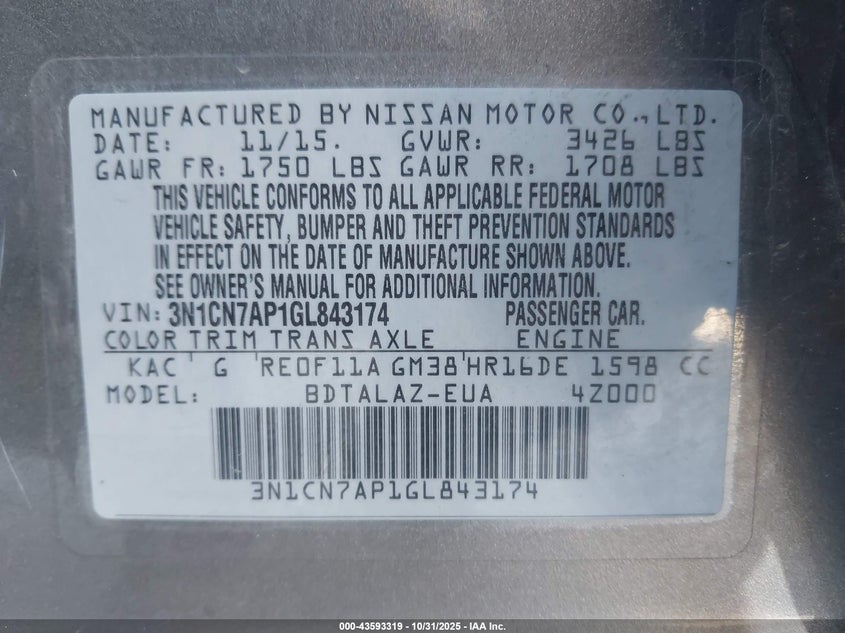 MANUFACTURED BY NISSAN MOTOR CO., LTD.
DATE: 11/15. GVWR: 3426 LBS
GAWR FR: 1750 LBS GAWR RR: 1708 LBS
THIS VEHICLE CONFORMS TO ALL APPLICABLE FEDERAL MOTOR
VEHICLE SAFETY, BUMPER AND THEFT PREVENTION STANDARDS
IN EFFECT ON THE DATE OF MANUFACTURE SHOWN ABOVE.
SEE OWNER'S MANUAL FOR ADDITIONAL INFORMATION.
VIN: 3N1CN7AP1GL843174 PASSENGER CAR.
COLOR TRIM TRANS AXLE ENGINE
KAC ' G ' RE0F11A GM38 ' HR16DE 1598 CC
MODEL: BDTALAZ-EUA 4Z000
3N1CN7AP1GL843174
000-43593319 - 10/31/2025 - IAA Inc.